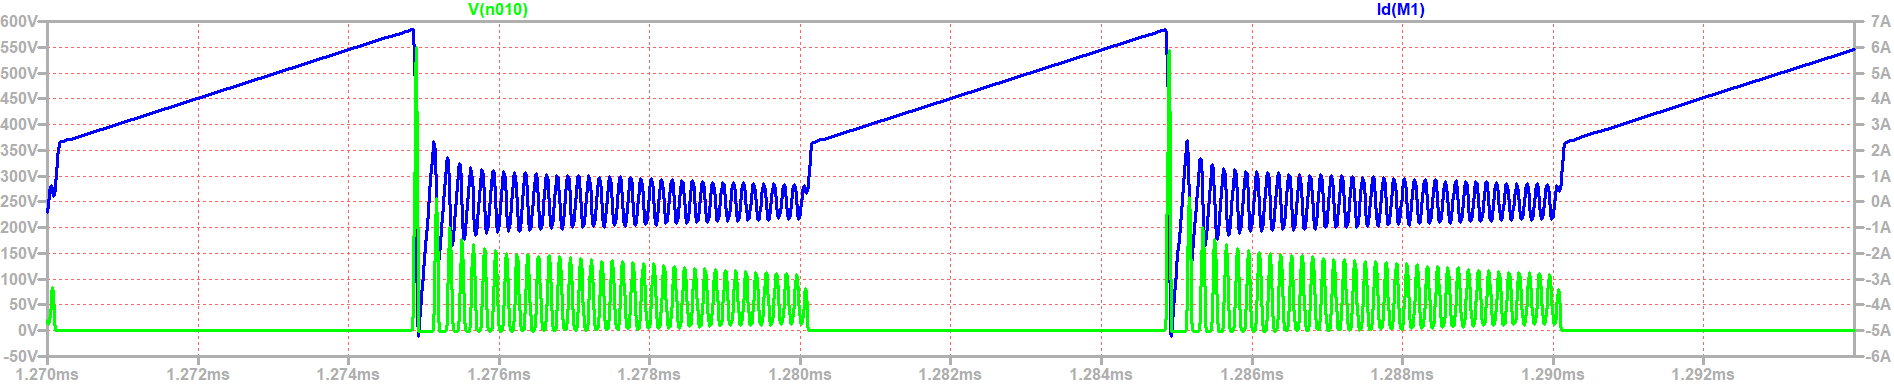 V(n010) Id(M1)
600V 7A
550V 6A
500V 5A
450V 4A
400V 3A
350V 2A
300V 1A
250V 0A
200V -1A
150V -2A
100V -3A
50V -4A
0V -5A
-50V -6A
1.270ms 1.272ms 1.274ms 1.276ms 1.278ms 1.280ms 1.282ms 1.284ms 1.286ms 1.288ms 1.290ms 1.292ms